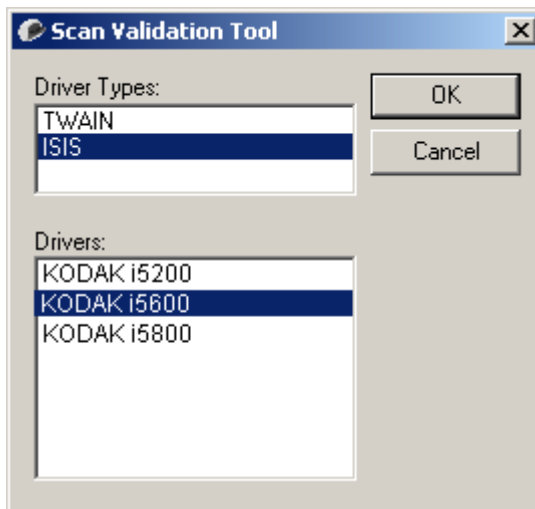 Scan Validation Tool
Driver Types:
TWAIN
ISIS
OK
Cancel
Drivers:
KODAK i5200
KODAK i5600
KODAK i5800